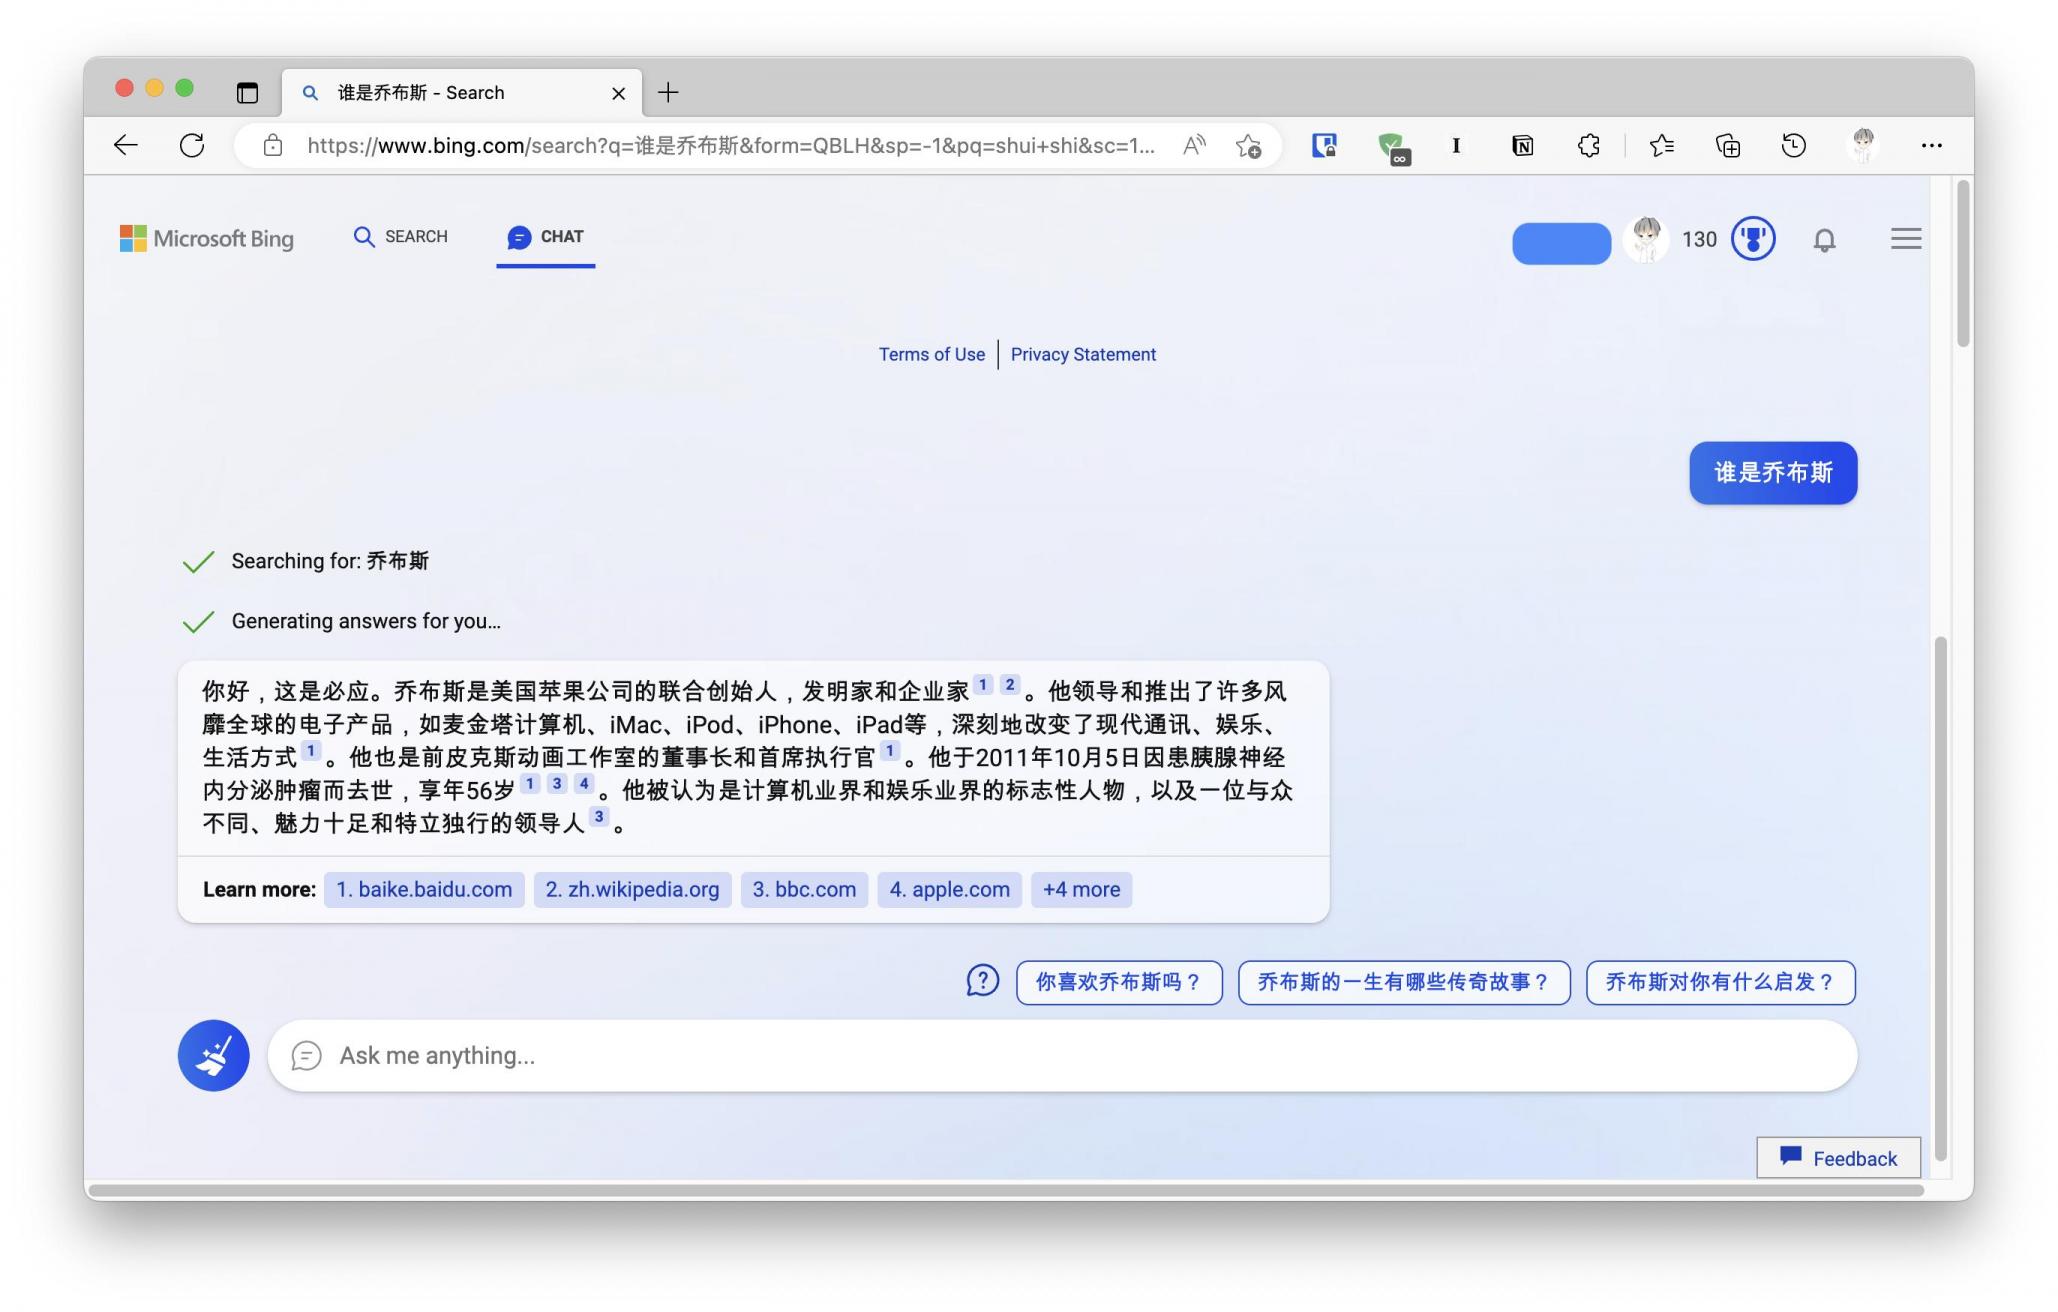 谁是乔布斯 - Search
https://www.bing.com/search?q=谁是乔布斯&form=QBLH&sp=-1&pq=shui+shi&sc=1...
Microsoft Bing
SEARCH
CHAT
130
Terms of Use
Privacy Statement
谁是乔布斯
Searching for: 乔布斯
Generating answers for you...
你好，这是必应。乔布斯是美国苹果公司的联合创始人，发明家和企业家 1 2 。他领导和推出了许多风
靡全球的电子产品，如麦金塔计算机、iMac、iPod、iPhone、iPad等，深刻地改变了现代通讯、娱乐、
生活方式 1 。他也是前皮克斯动画工作室的董事长和首席执行官 1 。他于2011年10月5日因患胰腺神经
内分泌肿瘤而去世，享年56岁 1 3 4 。他被认为是计算机业界和娱乐业界的标志性人物，以及一位与众
不同、魅力十足和特立独行的领导人 3 。
Learn more: 1. baike.baidu.com 2. zh.wikipedia.org 3. bbc.com 4. apple.com +4 more
你喜欢乔布斯吗？ 乔布斯的一生有哪些传奇故事？ 乔布斯对你有什么启发？
Ask me anything...
Feedback